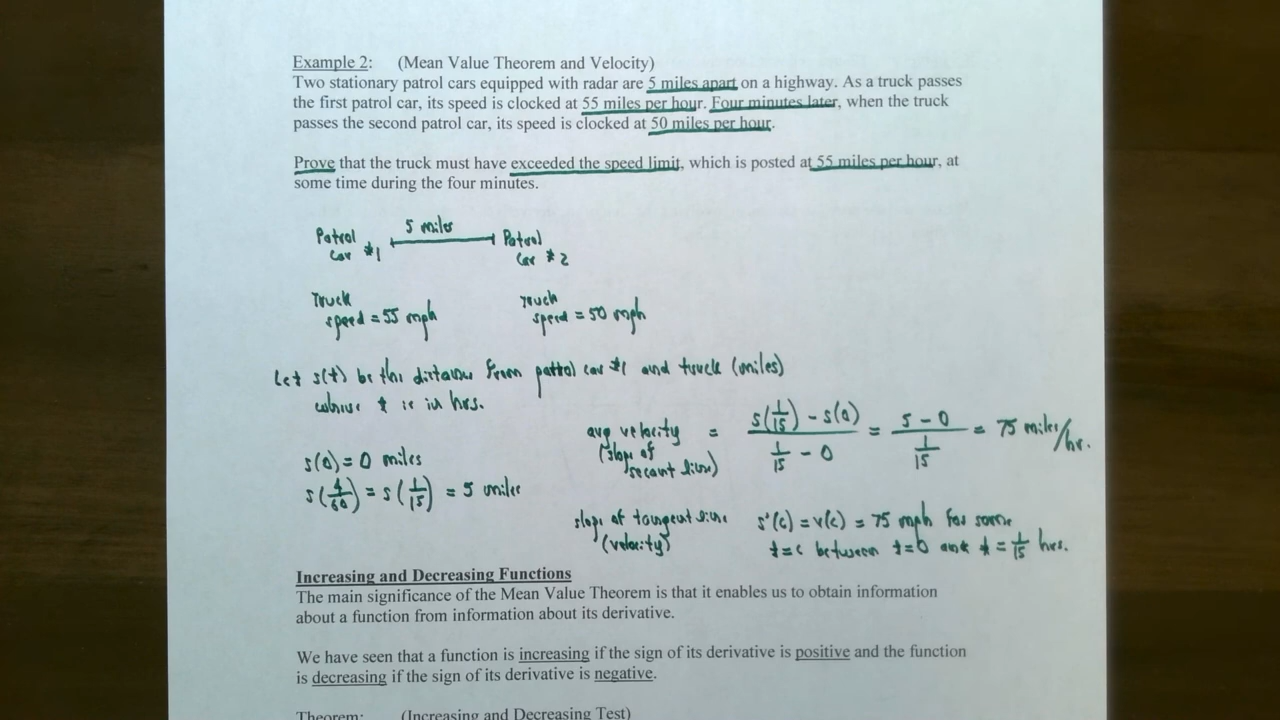 Example 2: (Mean Value Theorem and Velocity)
Two stationary patrol cars equipped with radar are 5 miles apart on a highway. As a truck passes
the first patrol car, its speed is clocked at 55 miles per hour. Four minutes later, when the truck
passes the second patrol car, its speed is clocked at 50 miles per hour.
Prove that the truck must have exceeded the speed limit, which is posted at 55 miles per hour, at
some time during the four minutes.
5 miles
Patrol car #1
Patrol car #2
Truck speed = 55 mph
Truck speed = 50 mph
Let s(t) be the distance from patrol car #1 and truck (miles)
where t is in hrs.
s(0) = 0 miles
s(4/60) = s(1/15) = 5 miles
avg velocity (slope of secant line) = (s(1/15) - s(0))/(1/15 - 0) = (5 - 0)/(1/15) = 75 miles/hr.
slope of tangent line (velocity)
s'(c) = v(c) = 75 mph for some
t=c between t=0 and t=1/15 hrs.
Increasing and Decreasing Functions
The main significance of the Mean Value Theorem is that it enables us to obtain information
about a function from information about its derivative.
We have seen that a function is increasing if the sign of its derivative is positive and the function
is decreasing if the sign of its derivative is negative.
Theorem: (Increasing and Decreasing Test)